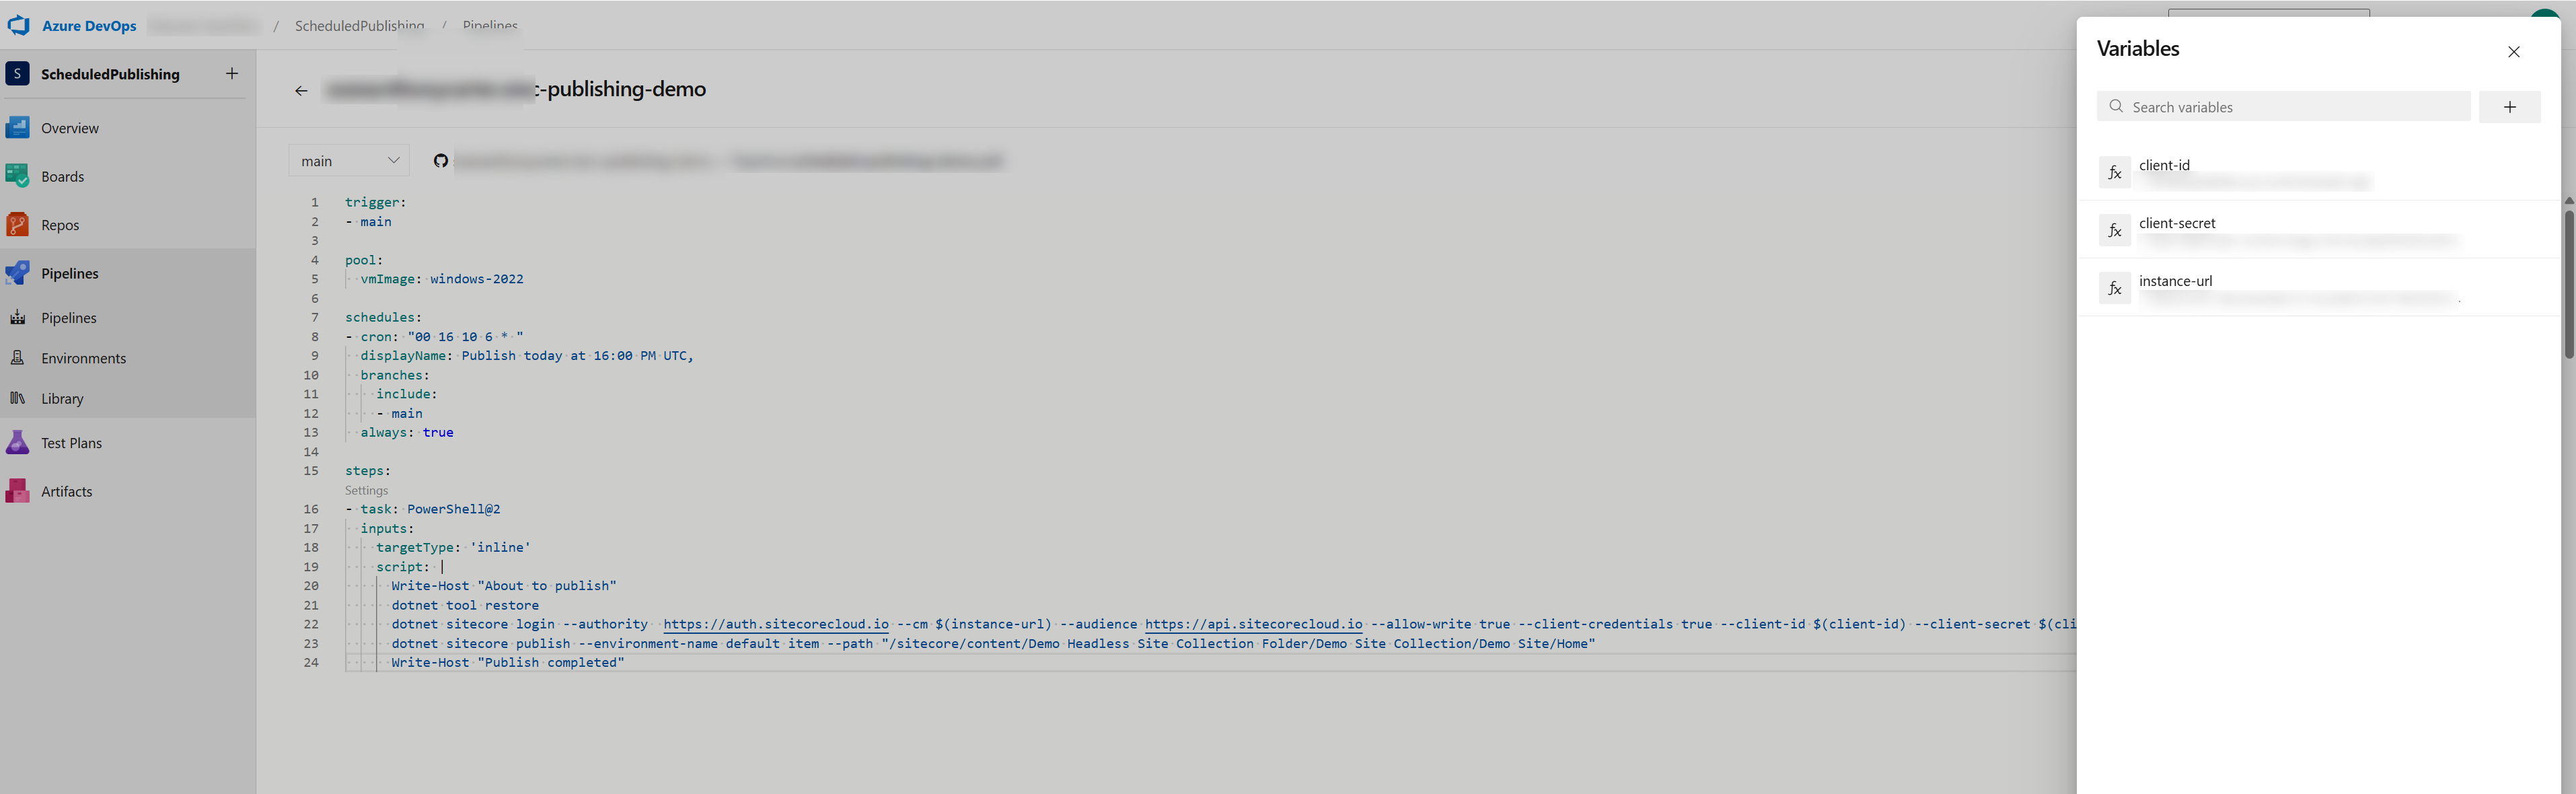 Azure DevOps / ScheduledPublishing / Pipelines
S ScheduledPublishing +
Overview
Boards
Repos
Pipelines
Pipelines
Environments
Library
Test Plans
Artifacts
-publishing-demo
main
1 trigger:
2 - main
3
4 pool:
5 vmImage: windows-2022
6
7 schedules:
8 - cron: "00 16 10 6 * "
9 displayName: Publish today at 16:00 PM UTC,
10 branches:
11 include:
12 - main
13 always: true
14
15 steps:
Settings
16 - task: PowerShell@2
17 inputs:
18 targetType: 'inline'
19 script: |
20 Write-Host "About to publish"
21 dotnet tool restore
22 dotnet sitecore login --authority https://auth.sitecorecloud.io --cm $(instance-url) --audience https://api.sitecorecloud.io --allow-write true --client-credentials true --client-id $(client-id) --client-secret $(cli
23 dotnet sitecore publish --environment-name default item --path "/sitecore/content/Demo Headless Site Collection Folder/Demo Site Collection/Demo Site/Home"
24 Write-Host "Publish completed"
Variables
Search variables
+
fx client-id
fx client-secret
fx instance-url